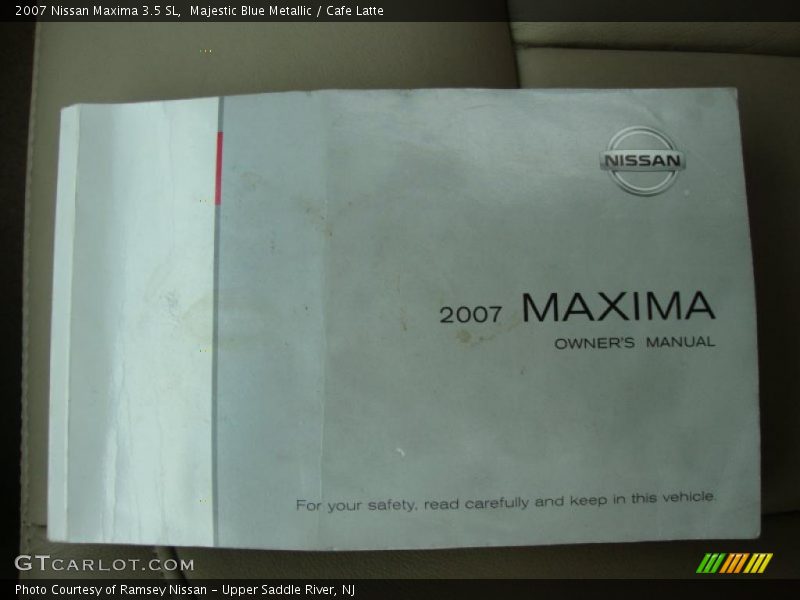 2007 Nissan Maxima 3.5 SL,  Majestic Blue Metallic / Cafe Latte
NISSAN
2007 MAXIMA
OWNER'S MANUAL
For your safety, read carefully and keep in this vehicle.
GTCARLOT.COM
Photo Courtesy of Ramsey Nissan - Upper Saddle River, NJ